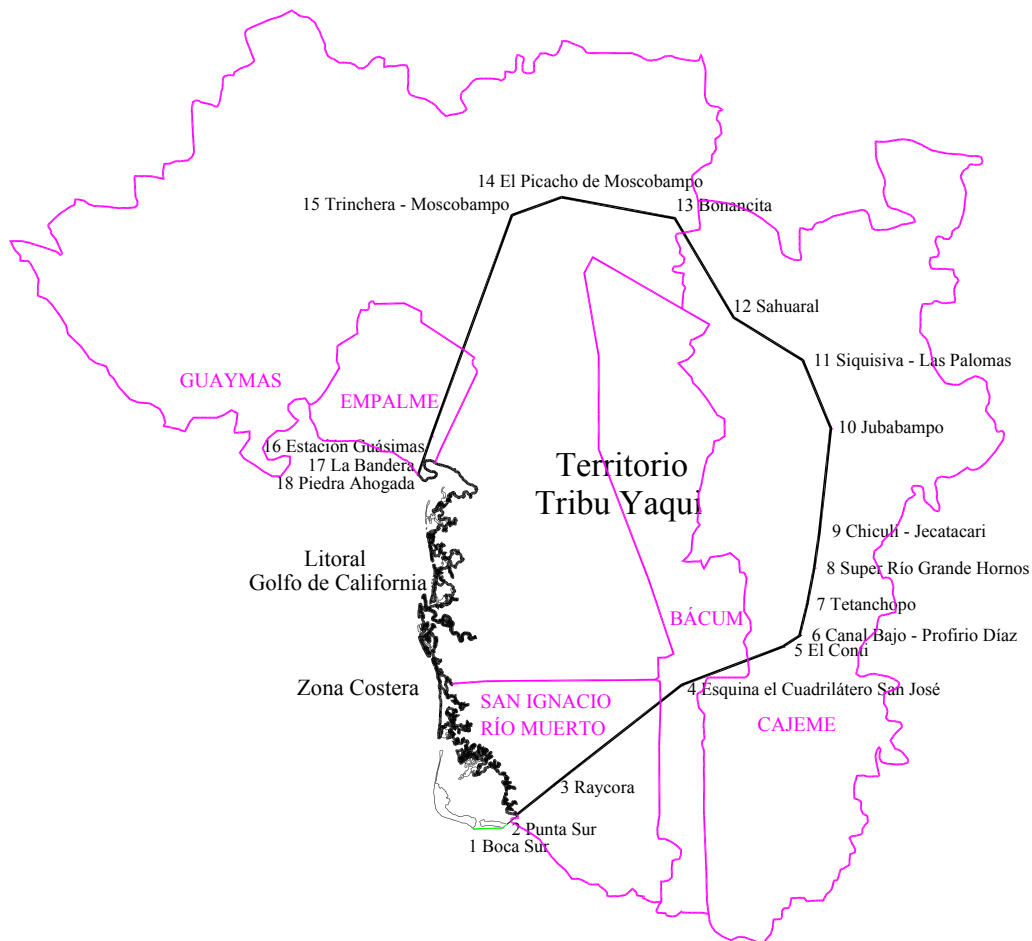 14 El Picacho de Moscobampo
15 Trinchera - Moscobampo
13 Bonancita
12 Sahuaral
11 Siquisiva - Las Palomas
GUAYMAS
EMPALME
10 Jubabampo
16 Estación Guásimas
17 La Bandera
18 Piedra Ahogada
Territorio
Tribu Yaqui
9 Chiculi - Jecatacari
Litoral
Golfo de California
8 Super Río Grande Hornos
7 Tetanchopo
BÁCUM
6 Canal Bajo - Profirio Díaz
5 El Conti
Zona Costera
4 Esquina el Cuadrilátero San José
SAN IGNACIO
RÍO MUERTO
CAJEME
3 Raycora
2 Punta Sur
1 Boca Sur